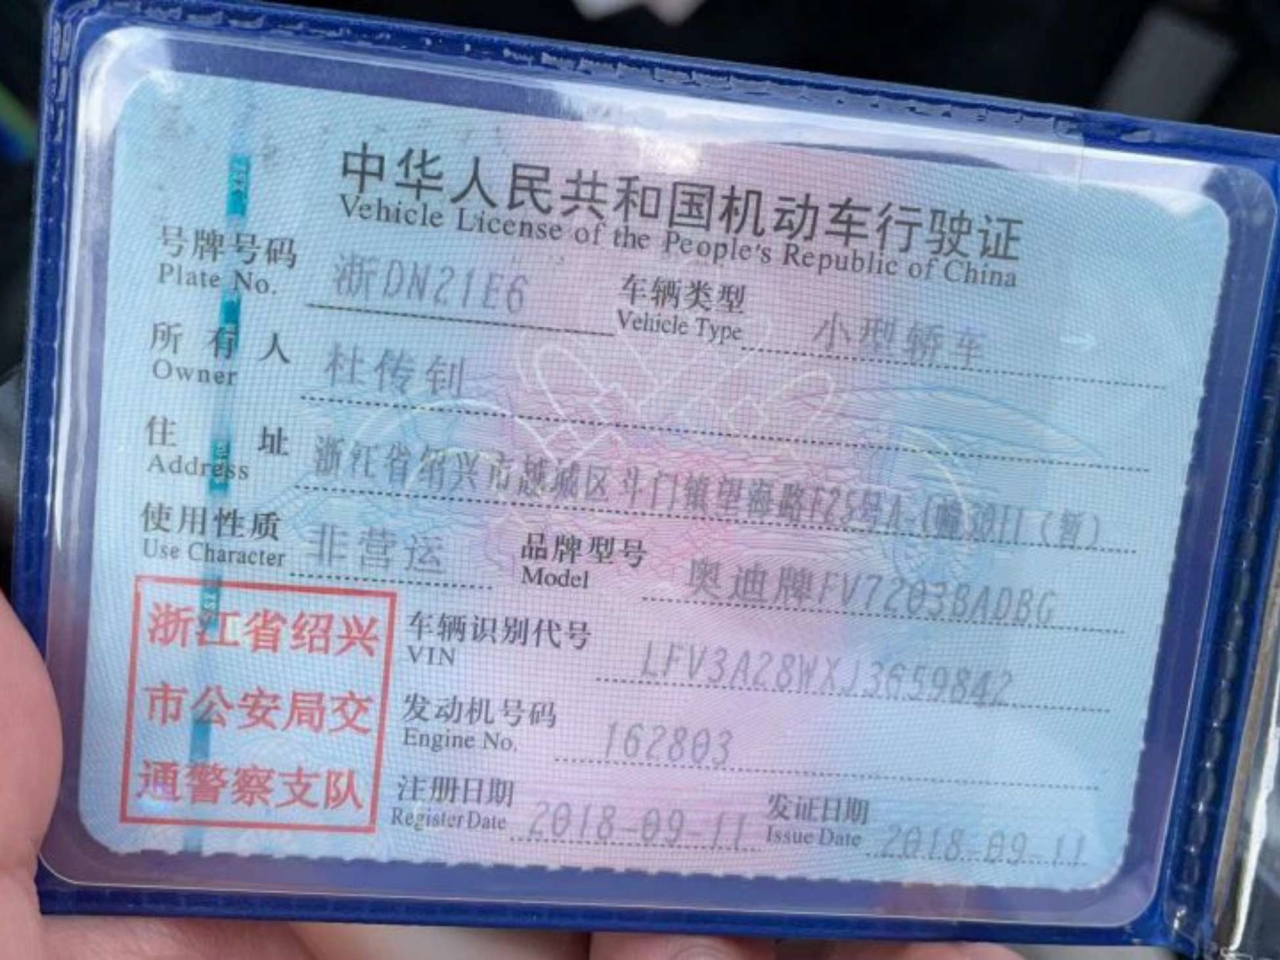 中华人民共和国机动车行驶证
Vehicle License of the People's Republic of China
号牌号码 浙DN21E6 车辆类型 小型轿车
Plate No. Vehicle Type
所有人 杜传钊
Owner
住址 浙江省绍兴市越城区斗门镇望海路F25号A-(暂)
Address
使用性质 非营运 品牌型号 奥迪牌FV7203BADBG
Use Character Model
浙江省绍兴
市公安局交
通警察支队
车辆识别代号 LFV3A28WXJ3659842
VIN
发动机号码 162803
Engine No.
注册日期 2018-09-11 发证日期 2018-09-11
Register Date Issue Date